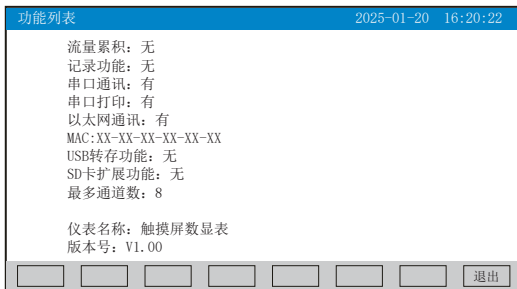 功能列表 2025-01-20 16:20:22
流量累积：无
记录功能：无
串口通讯：有
串口打印：有
以太网通讯：有
MAC:XX-XX-XX-XX-XX-XX
USB转存功能：无
SD卡扩展功能：无
最多通道数：8
仪表名称：触摸屏数显表
版本号：V1.00
退出